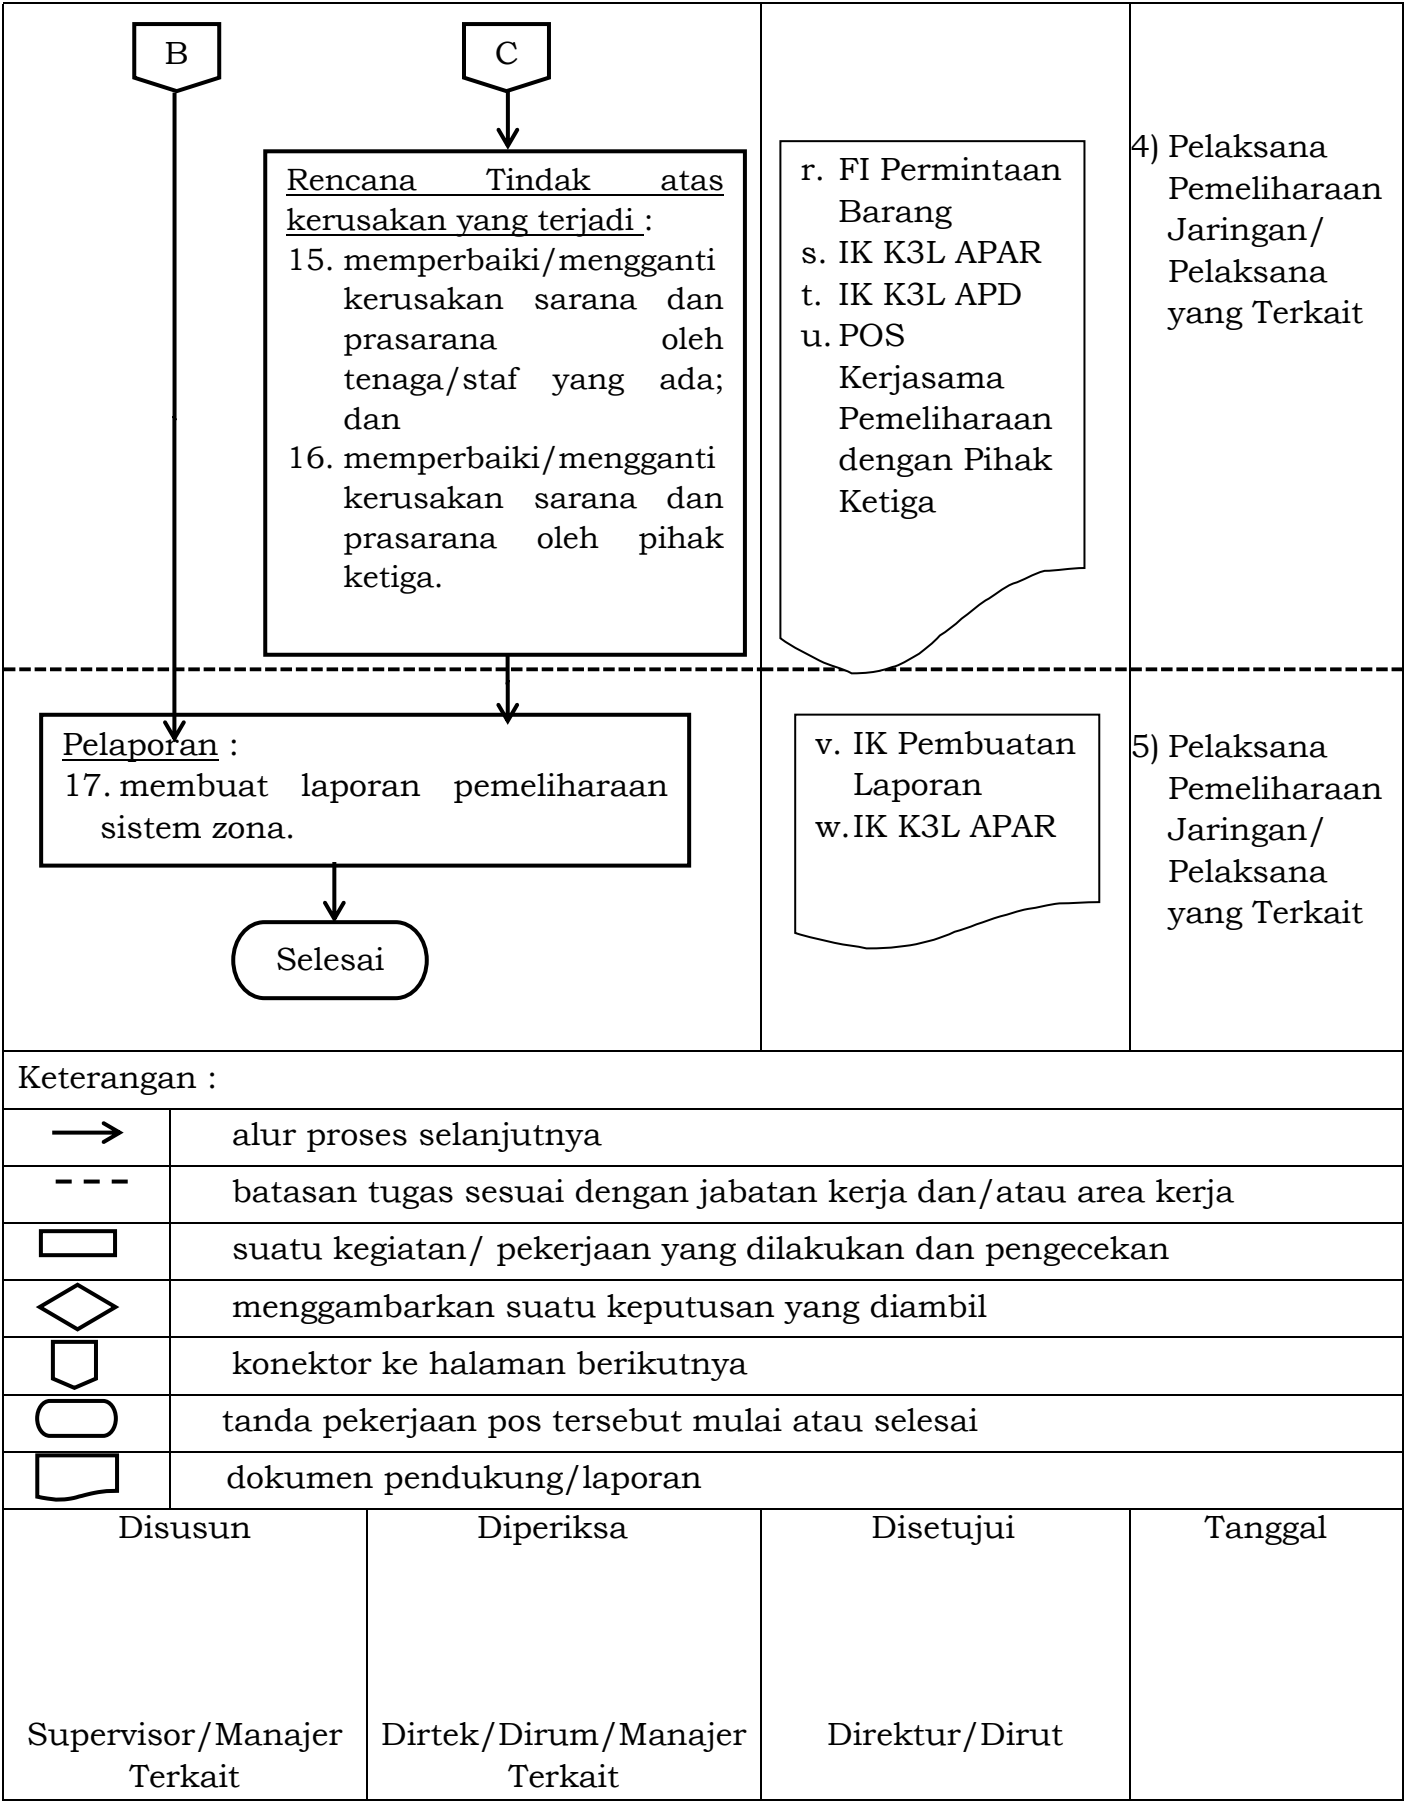 B
C
Rencana Tindak atas
kerusakan yang terjadi :
15. memperbaiki/mengganti
kerusakan sarana dan
prasarana oleh
tenaga/staf yang ada;
dan
16. memperbaiki/mengganti
kerusakan sarana dan
prasarana oleh pihak
ketiga.
r. FI Permintaan
Barang
s. IK K3L APAR
t. IK K3L APD
u. POS
Kerjasama
Pemeliharaan
dengan Pihak
Ketiga
4) Pelaksana
Pemeliharaan
Jaringan/
Pelaksana
yang Terkait
Pelaporan :
17. membuat laporan pemeliharaan
sistem zona.
Selesai
v. IK Pembuatan
Laporan
w. IK K3L APAR
5) Pelaksana
Pemeliharaan
Jaringan/
Pelaksana
yang Terkait
Keterangan :
alur proses selanjutnya
batasan tugas sesuai dengan jabatan kerja dan/atau area kerja
suatu kegiatan/ pekerjaan yang dilakukan dan pengecekan
menggambarkan suatu keputusan yang diambil
konektor ke halaman berikutnya
tanda pekerjaan pos tersebut mulai atau selesai
dokumen pendukung/laporan
Disusun
Supervisor/Manajer
Terkait
Diperiksa
Dirtek/Dirum/Manajer
Terkait
Disetujui
Direktur/Dirut
Tanggal